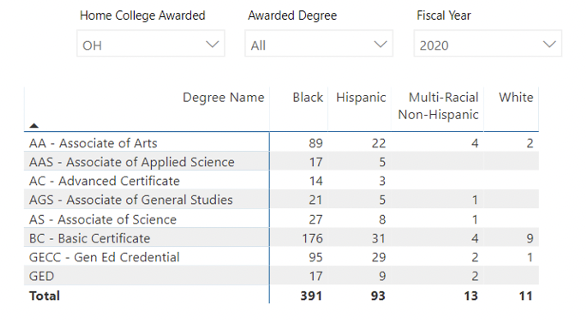 Home College Awarded Awarded Degree Fiscal Year
OH All 2020
Degree Name Black Hispanic Multi-Racial White
Non-Hispanic
AA - Associate of Arts 89 22 4 2
AAS - Associate of Applied Science 17 5
AC - Advanced Certificate 14 3
AGS - Associate of General Studies 21 5 1
AS - Associate of Science 27 8 1
BC - Basic Certificate 176 31 4 9
GECC - Gen Ed Credential 95 29 2 1
GED 17 9 2
Total 391 93 13 11